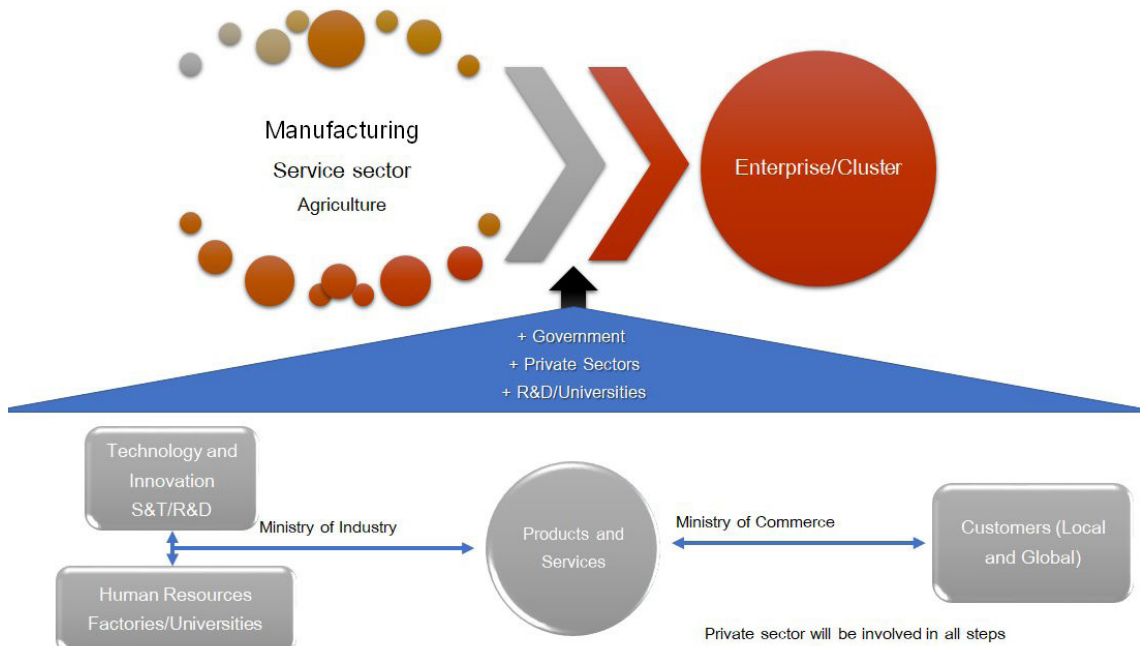 Manufacturing
Service sector
Agriculture
Enterprise/Cluster
+ Government
+ Private Sectors
+ R&D/Universities
Technology and
Innovation
S&T/R&D
Ministry of Industry
Human Resources
Factories/Universities
Products and
Services
Ministry of Commerce
Customers (Local
and Global)
Private sector will be involved in all steps